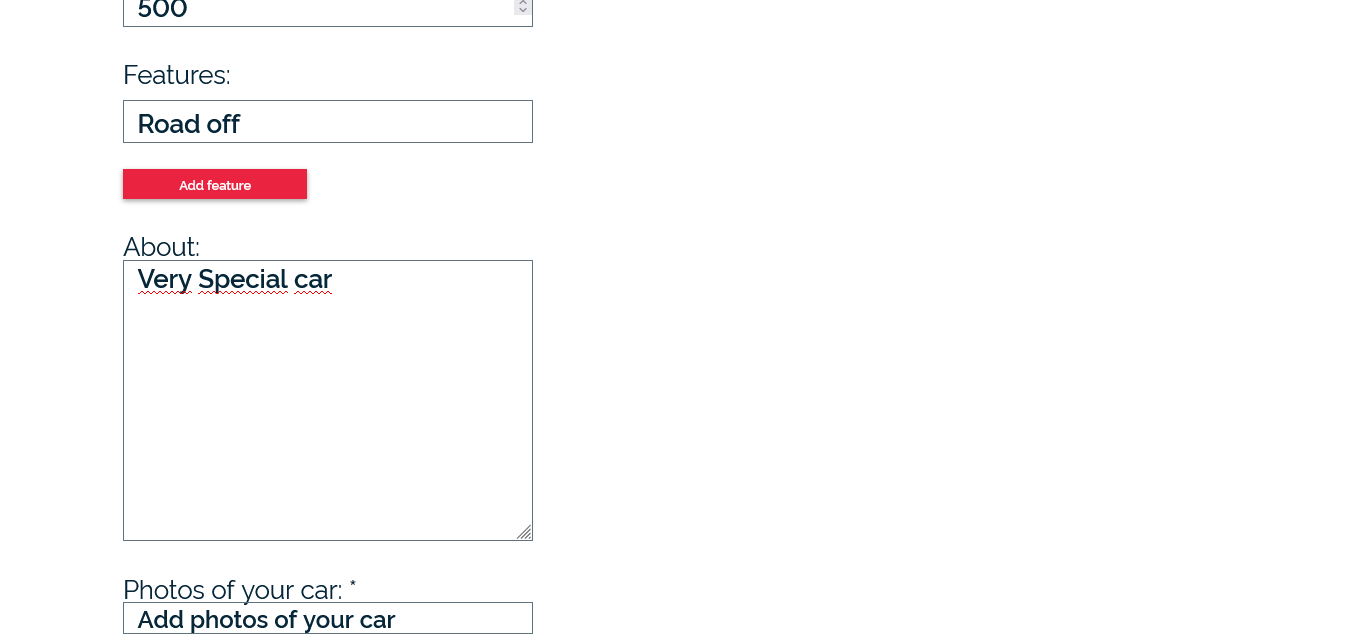 500
Features:
Road off
Add feature
About:
Very Special car
Photos of your car: *
Add photos of your car